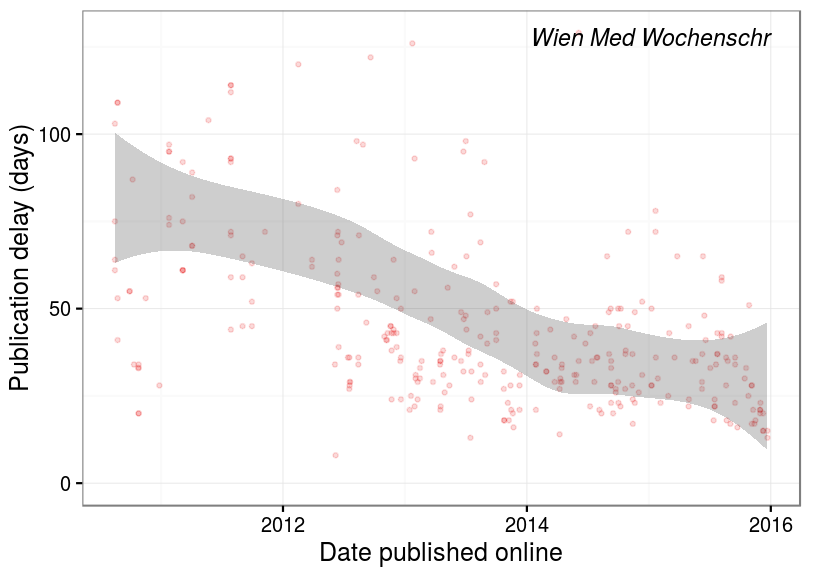 Wien Med Wochenschr
Publication delay (days)
100
50
0
2012
2014
2016
Date published online